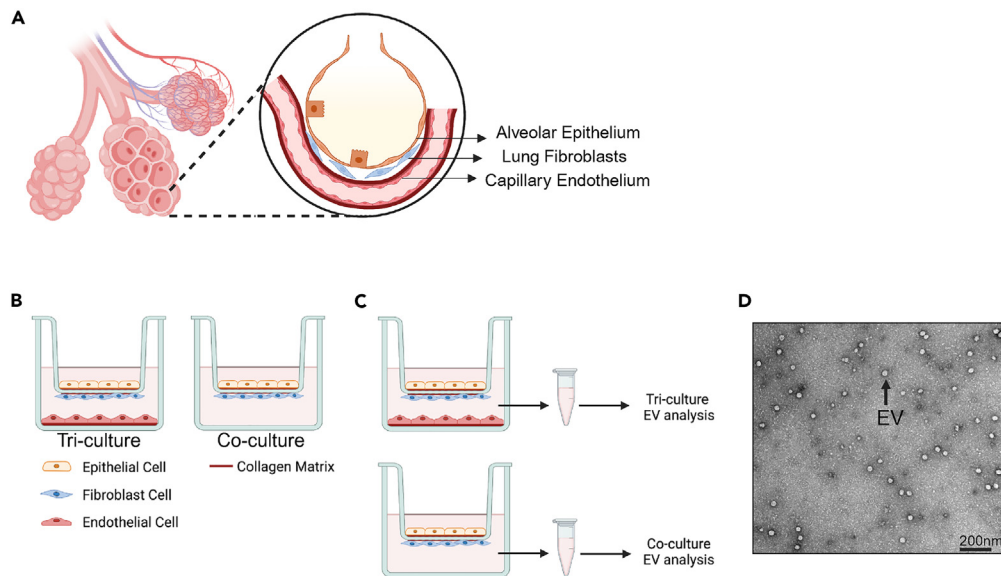 A
Alveolar Epithelium
Lung Fibroblasts
Capillary Endothelium
B
Tri-culture
Co-culture
Epithelial Cell
Collagen Matrix
Fibroblast Cell
Endothelial Cell
C
Tri-culture
EV analysis
Co-culture
EV analysis
D
EV
200nm